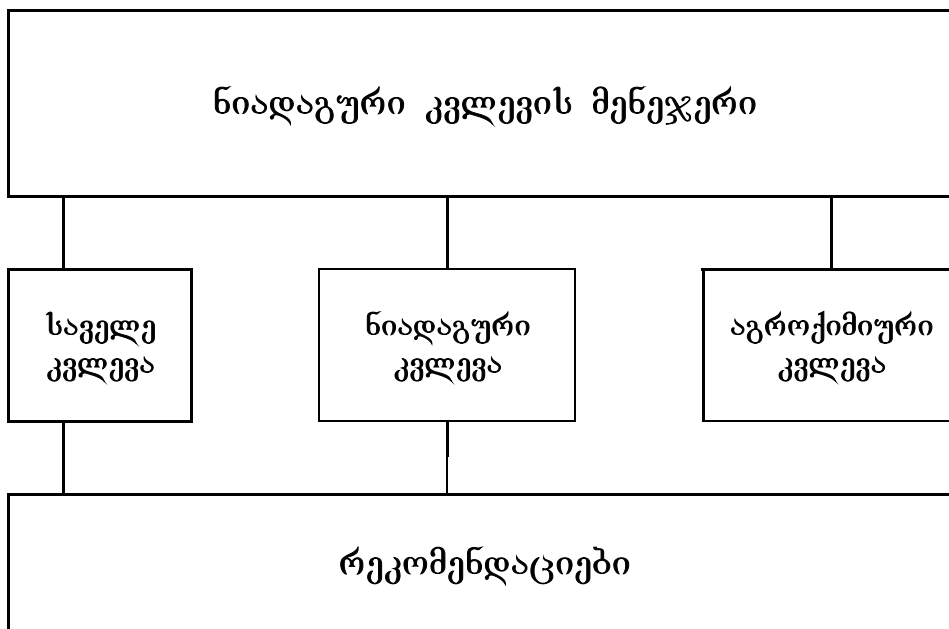 ნიადაგური კვლევის მენეჯერი
საველე
კვლევა
ნიადაგური
კვლევა
აგროქიმიური
კვლევა
რეკომენდაციები